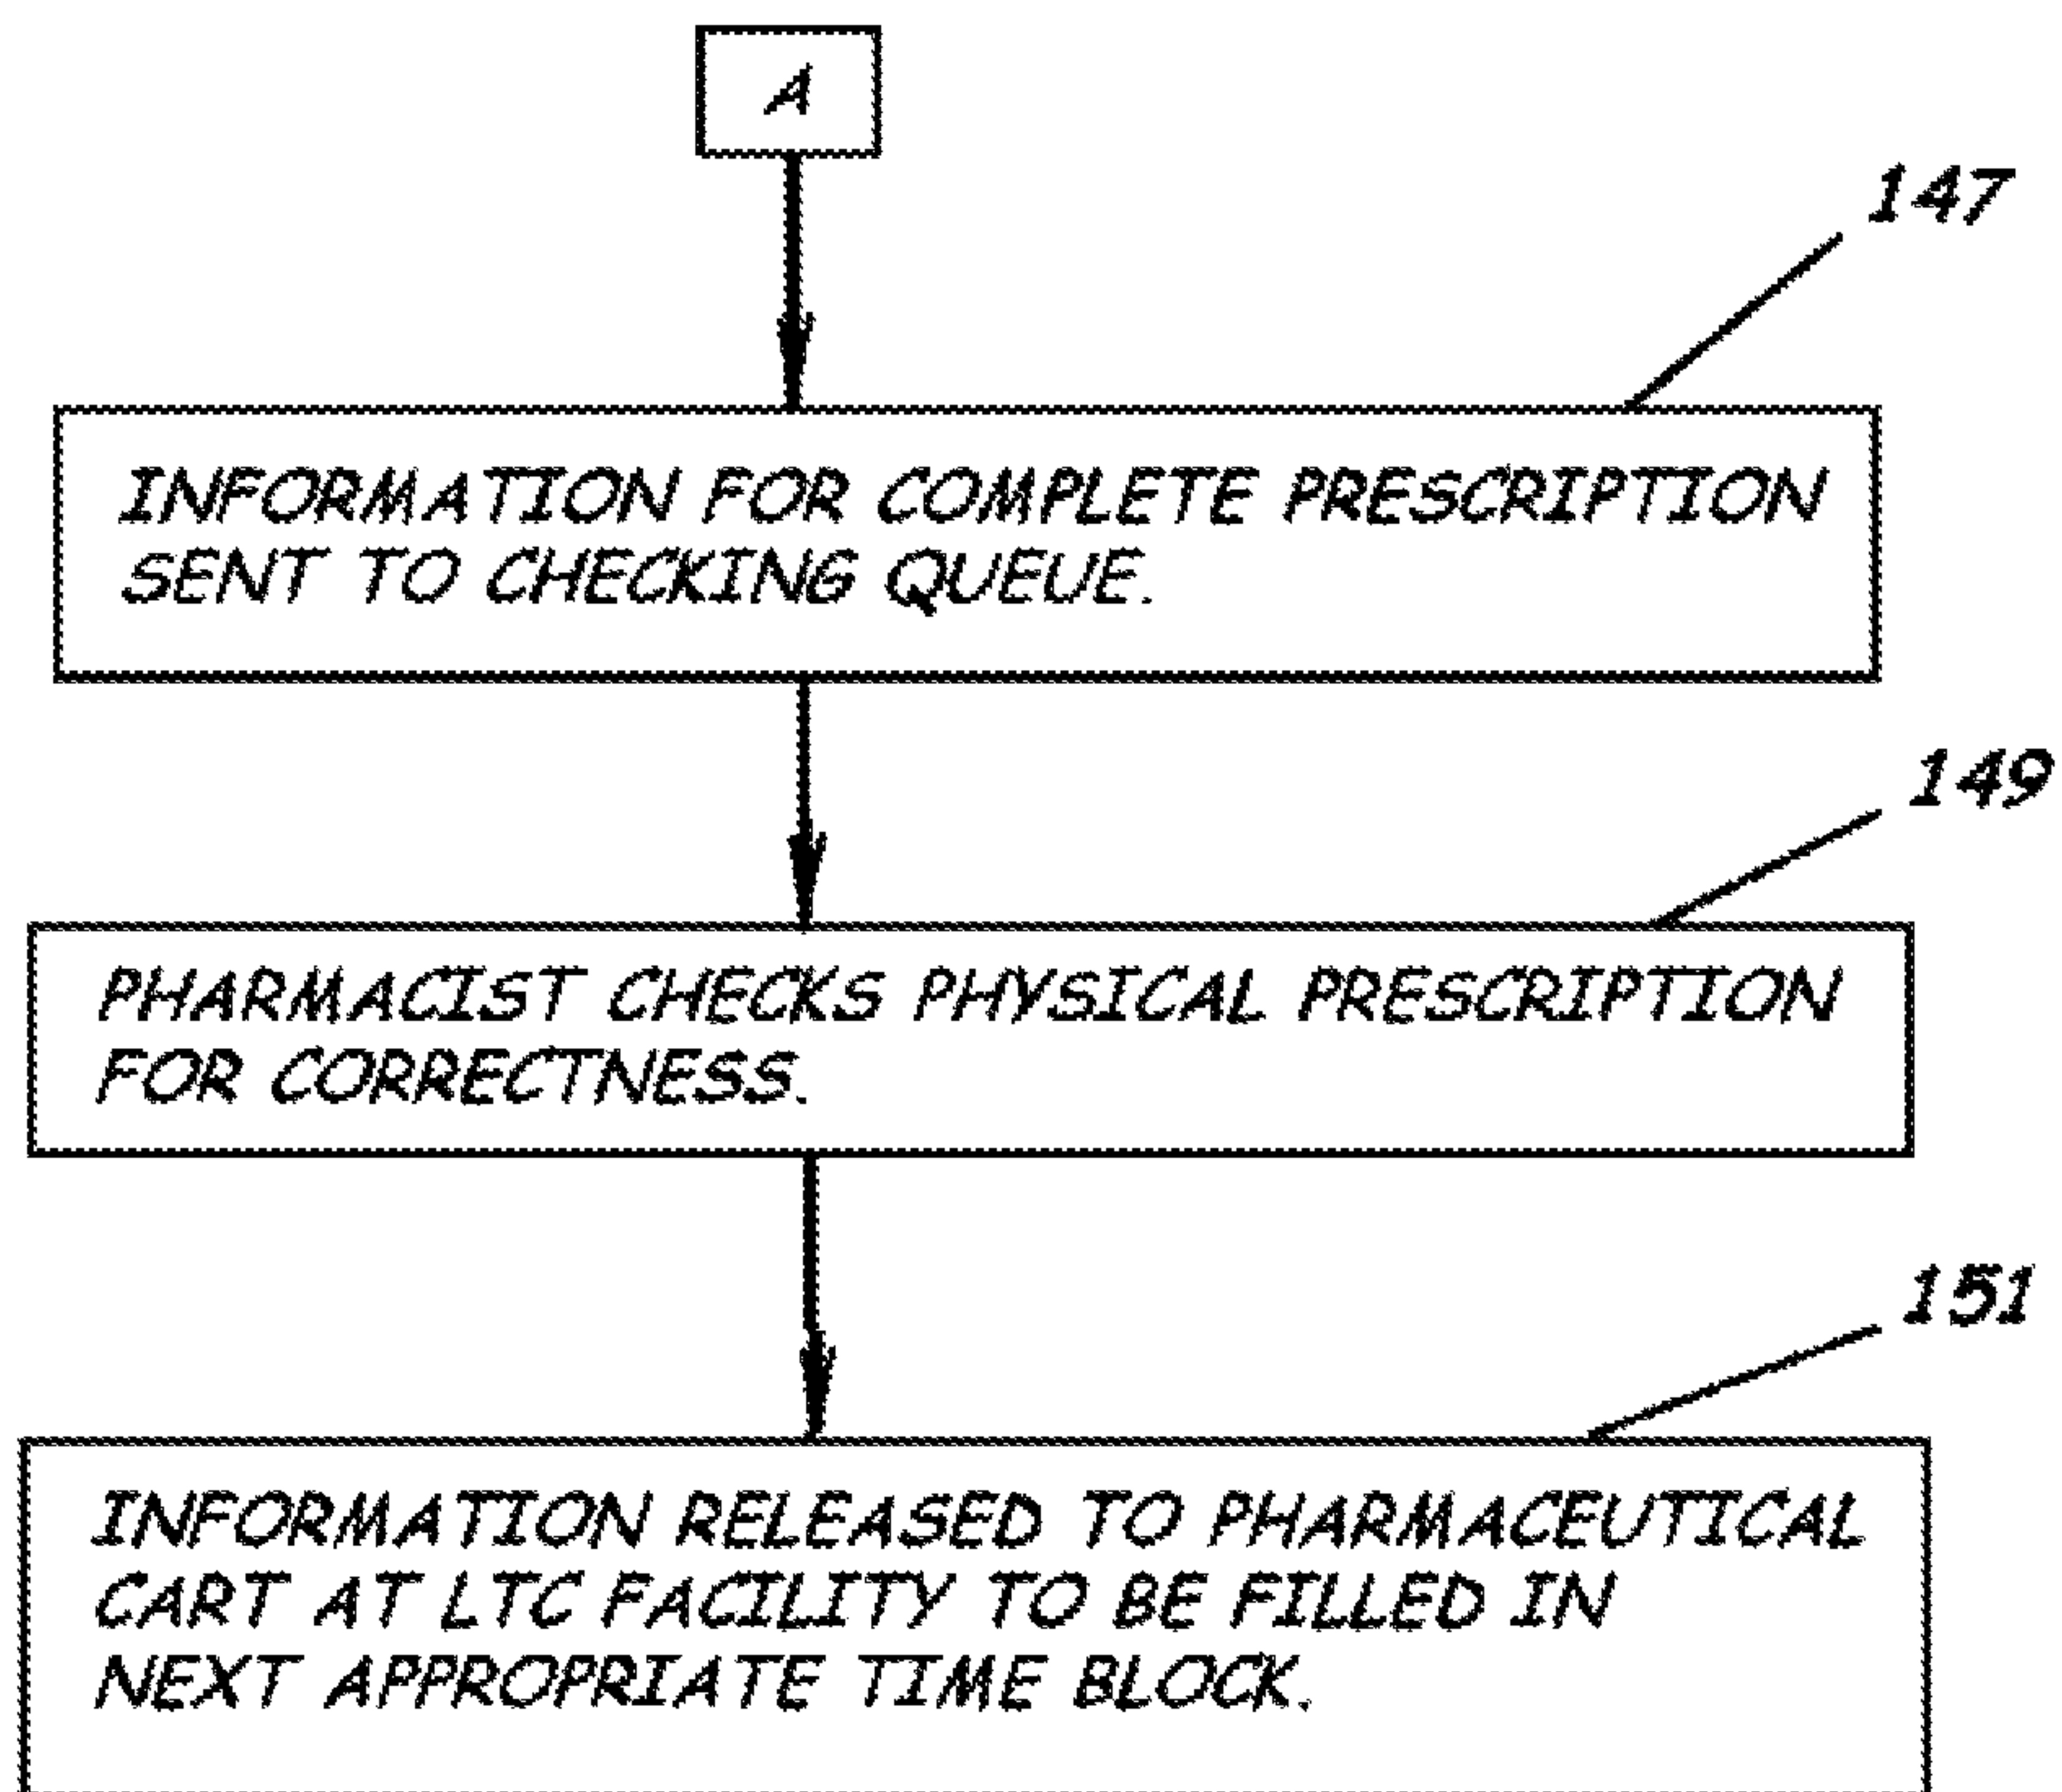 A
147
INFORMATION FOR COMPLETE PRESCRIPTION
SENT TO CHECKING QUEUE.
149
PHARMACIST CHECKS PHYSICAL PRESCRIPTION
FOR CORRECTNESS.
151
INFORMATION RELEASED TO PHARMACEUTICAL
CART AT LTC FACILITY TO BE FILLED IN
NEXT APPROPRIATE TIME BLOCK.